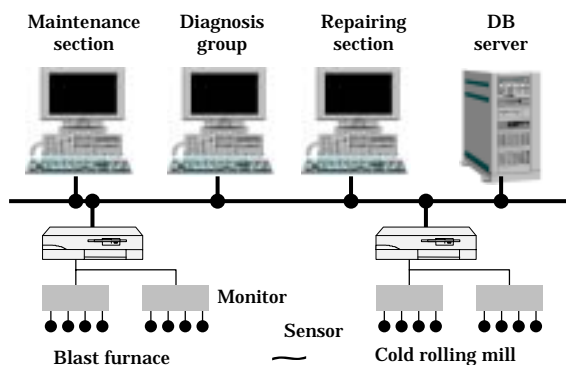 Maintenance section
Diagnosis group
Repairing section
DB server
Monitor
Sensor
Blast furnace
~
Cold rolling mill